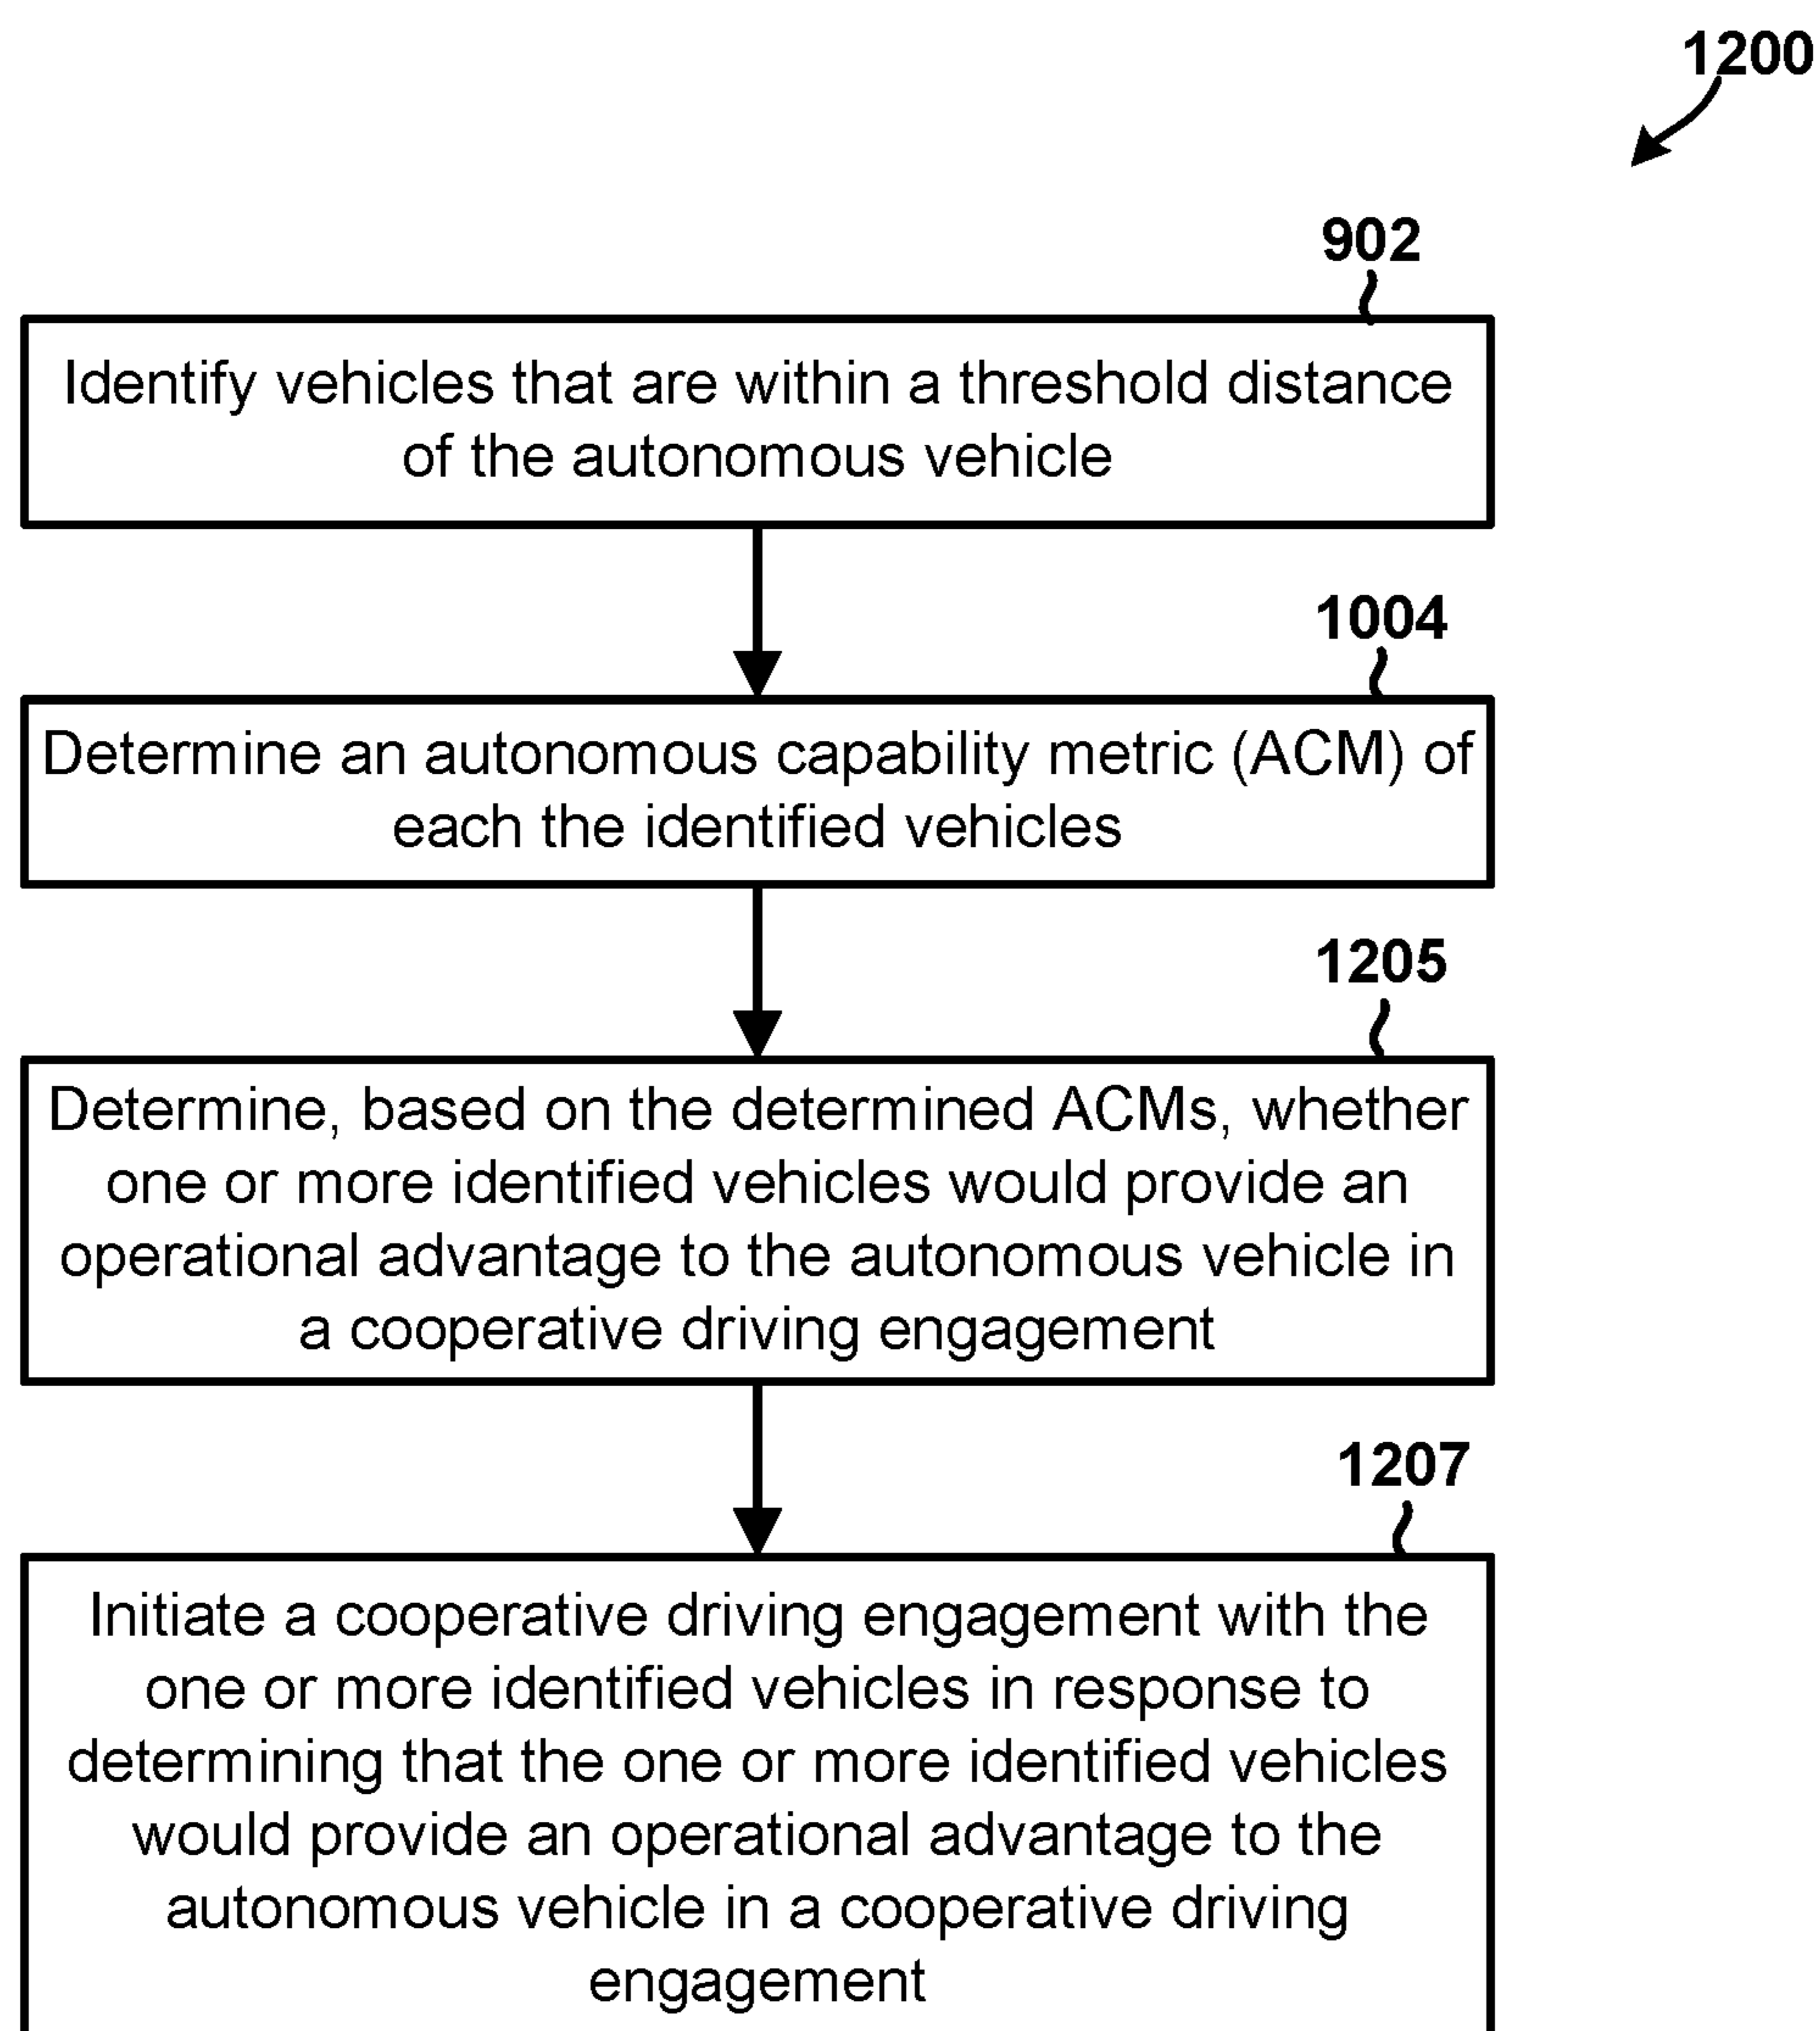 1200
902
Identify vehicles that are within a threshold distance
of the autonomous vehicle
1004
Determine an autonomous capability metric (ACM) of
each the identified vehicles
1205
Determine, based on the determined ACMs, whether
one or more identified vehicles would provide an
operational advantage to the autonomous vehicle in
a cooperative driving engagement
1207
Initiate a cooperative driving engagement with the
one or more identified vehicles in response to
determining that the one or more identified vehicles
would provide an operational advantage to the
autonomous vehicle in a cooperative driving
engagement